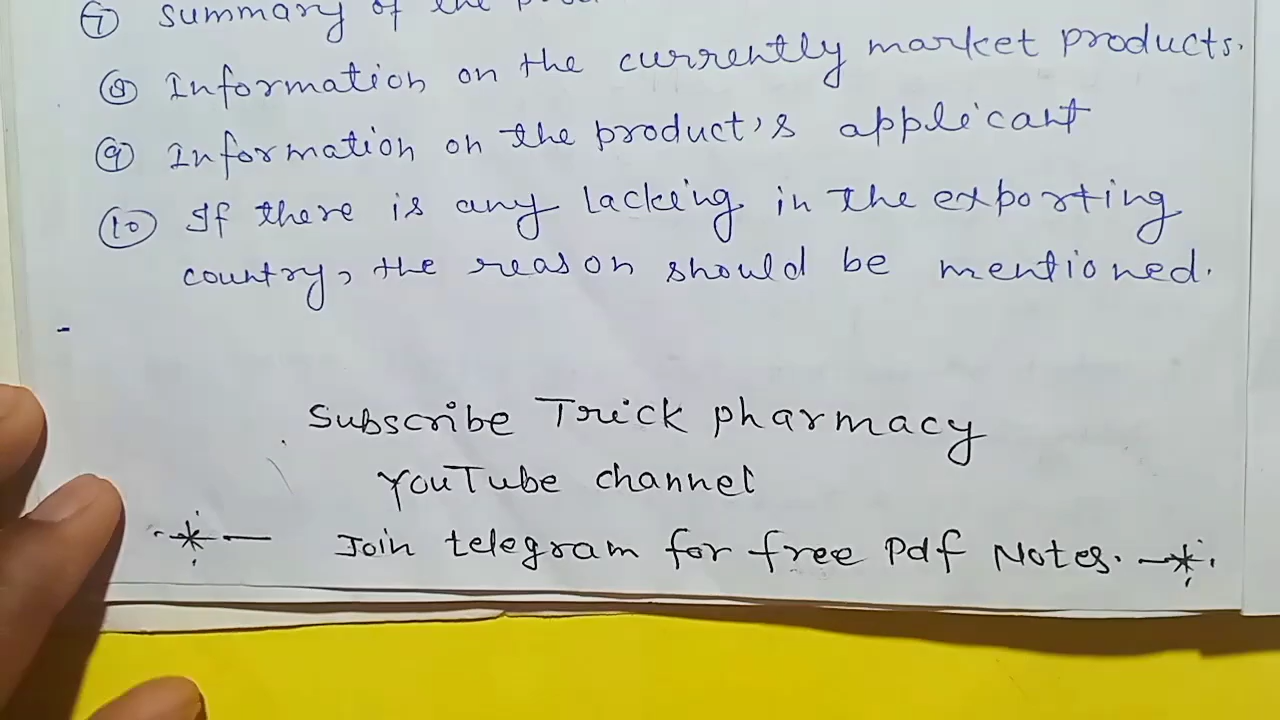 ⑦ Summary of the
⑧ Information on the currently market products.
⑨ Information on the product's applicant
⑩ If there is any lacking in the exporting
country, the reason should be mentioned.
Subscribe Trick pharmacy
YouTube channel
Join telegram for free Pdf Notes.